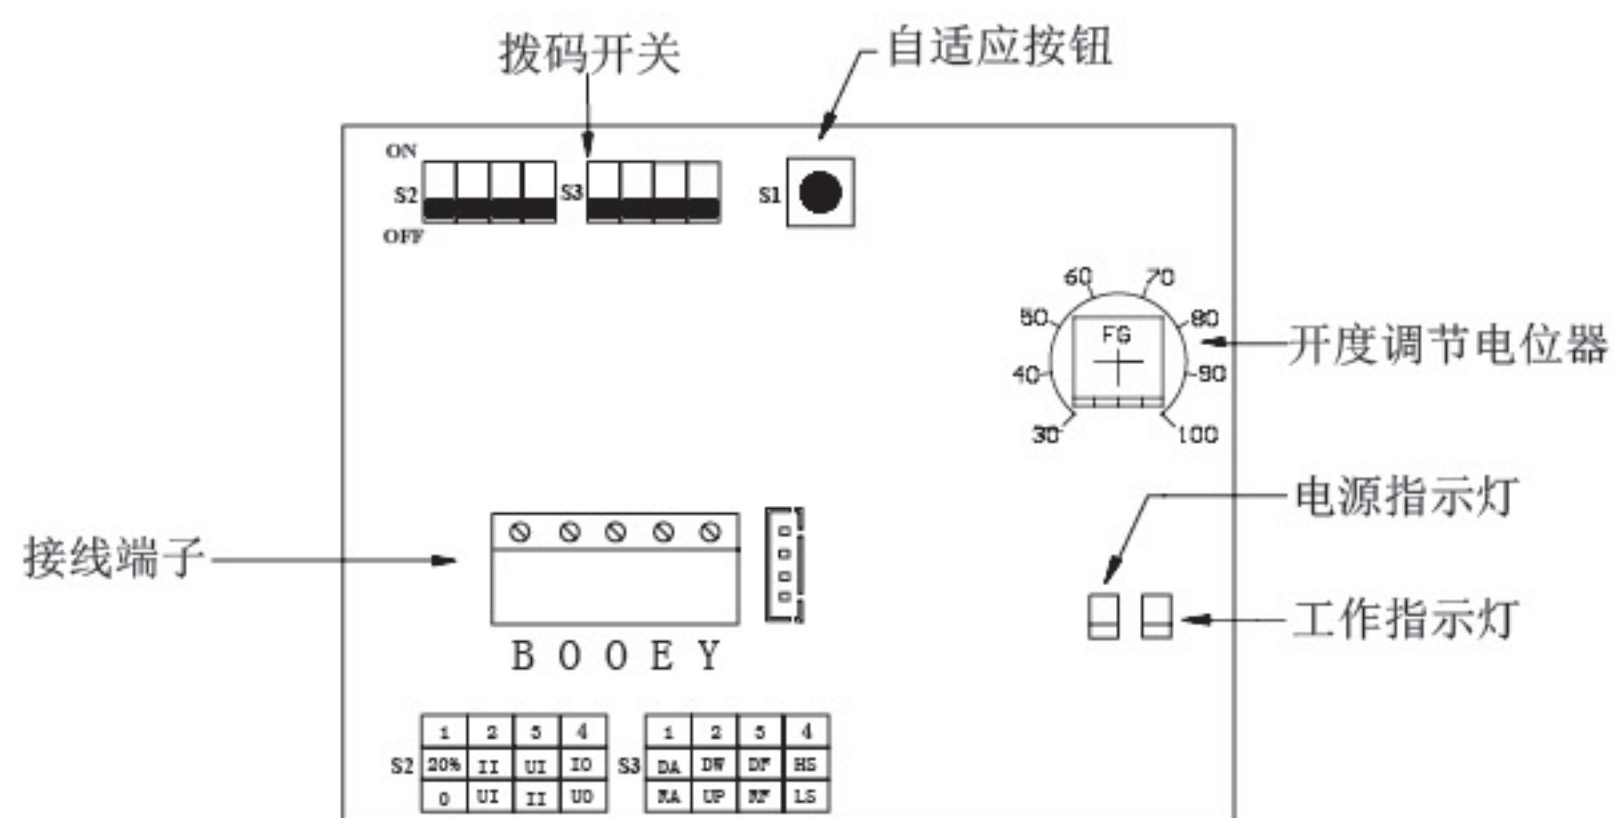 拨码开关
自适应按钮
ON
S2
S3
S1
OFF
60 70
50 80
FG
40 90
30 100
开度调节电位器
电源指示灯
接线端子
工作指示灯
B O O E Y
1 2 3 4 1 2 3 4
S2 20% II UI IO S3 DA DW DF HS
0 UI II UO RA UP RF LS